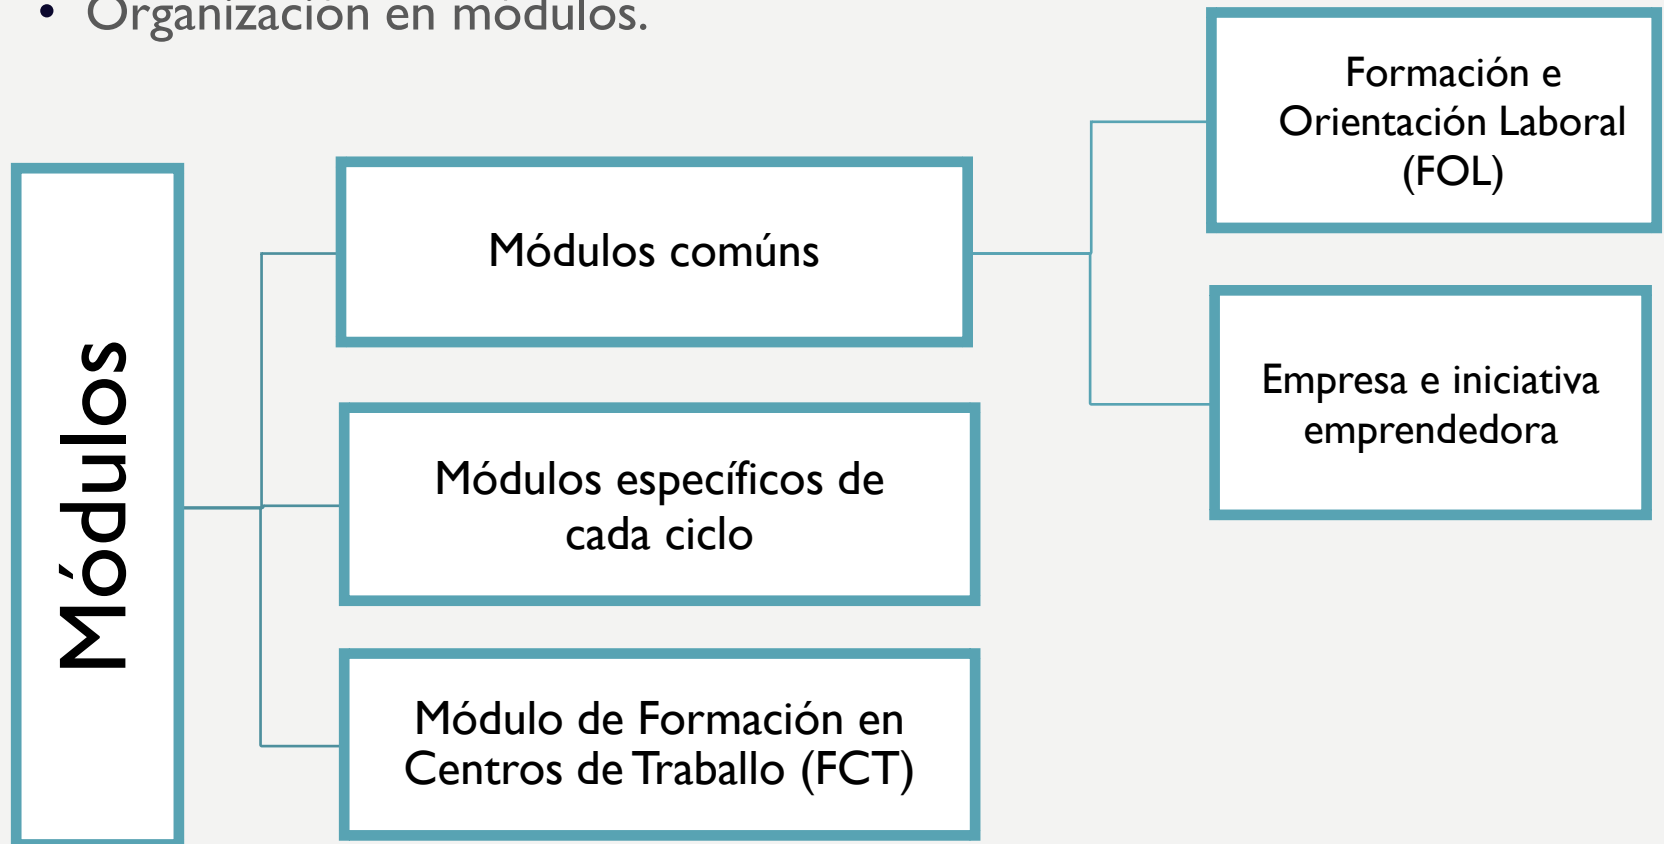 • Organización en módulos.
Módulos
Módulos comúns
Módulos específicos de
cada ciclo
Módulo de Formación en
Centros de Traballo (FCT)
Formación e
Orientación Laboral
(FOL)
Empresa e iniciativa
emprendedora